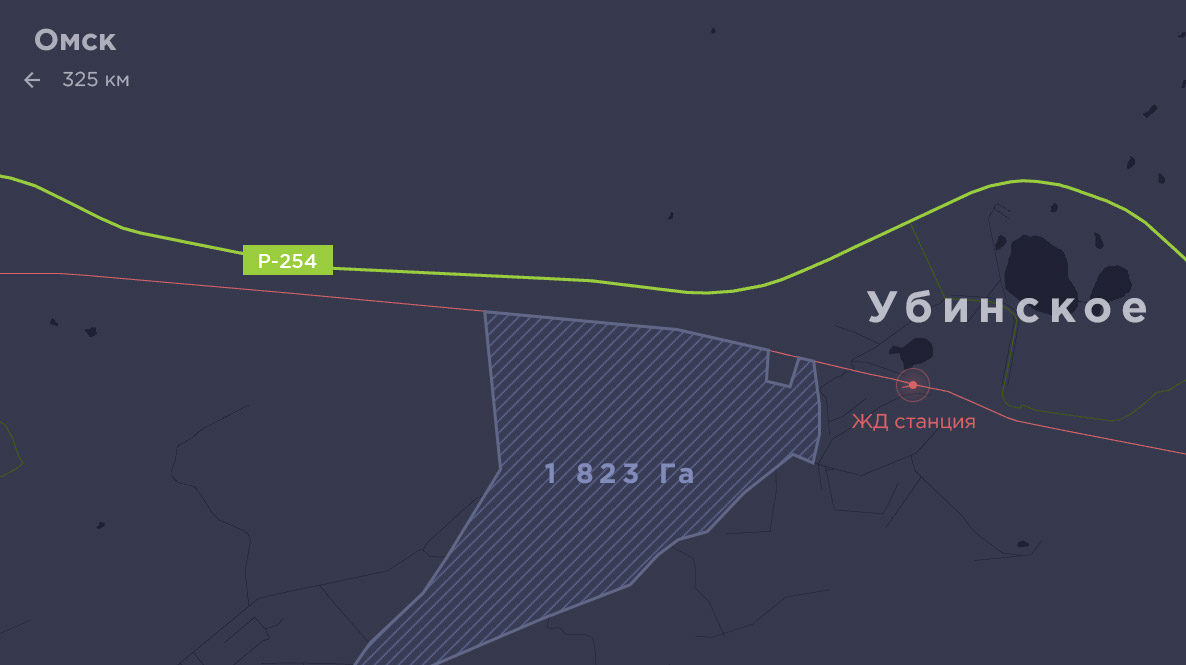 Омск
← 325 км
Р-254
Убинское
ЖД станция
1 823 Га